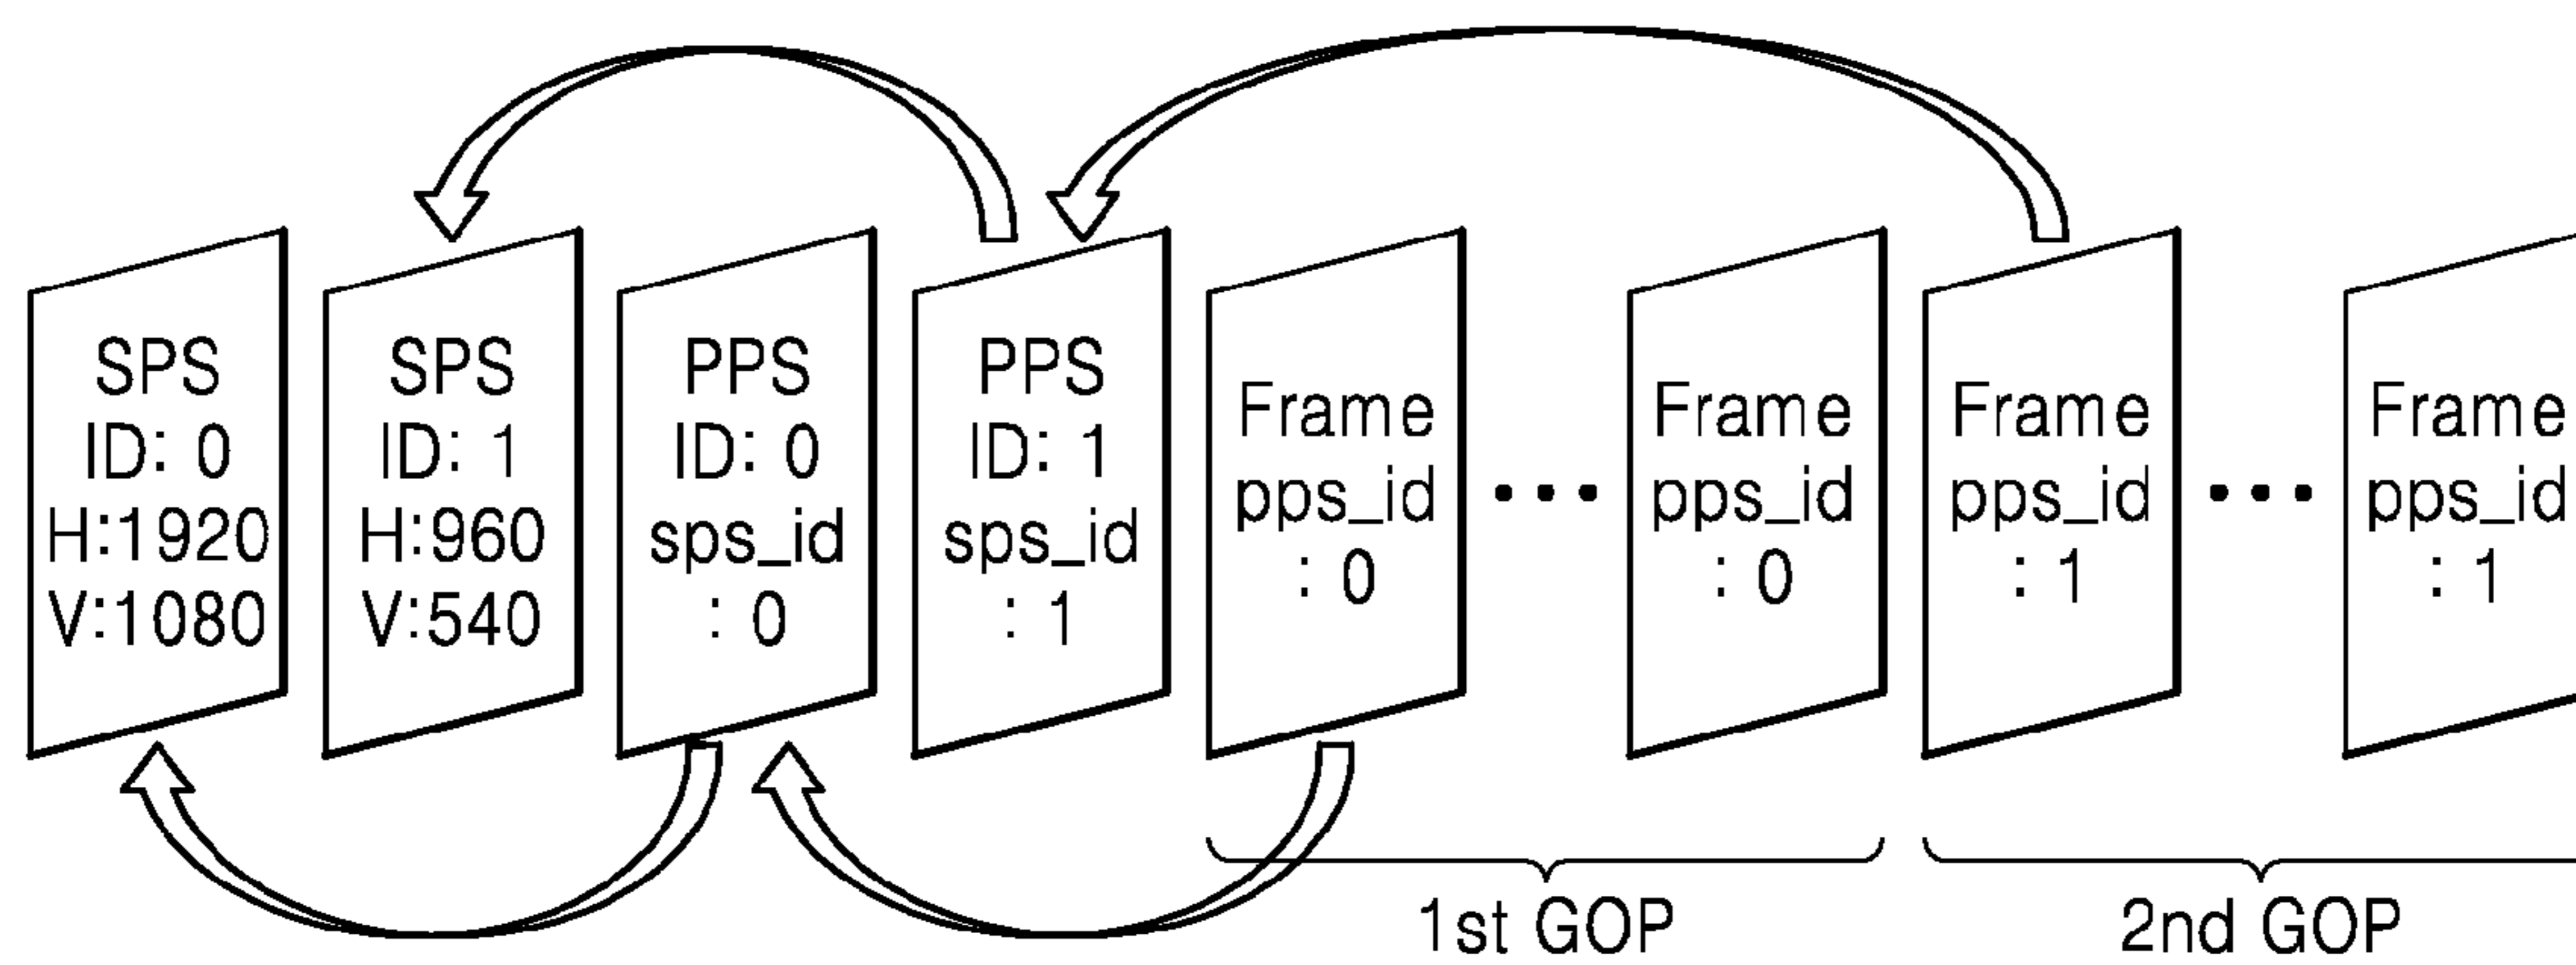 SPS
ID: 0
H:1920
V:1080
SPS
ID: 1
H:960
V:540
PPS
ID: 0
sps_id
: 0
PPS
ID: 1
sps_id
: 1
Frame
pps_id
: 0
...
Frame
pps_id
: 0
Frame
pps_id
: 1
...
Frame
pps_id
: 1
1st GOP
2nd GOP